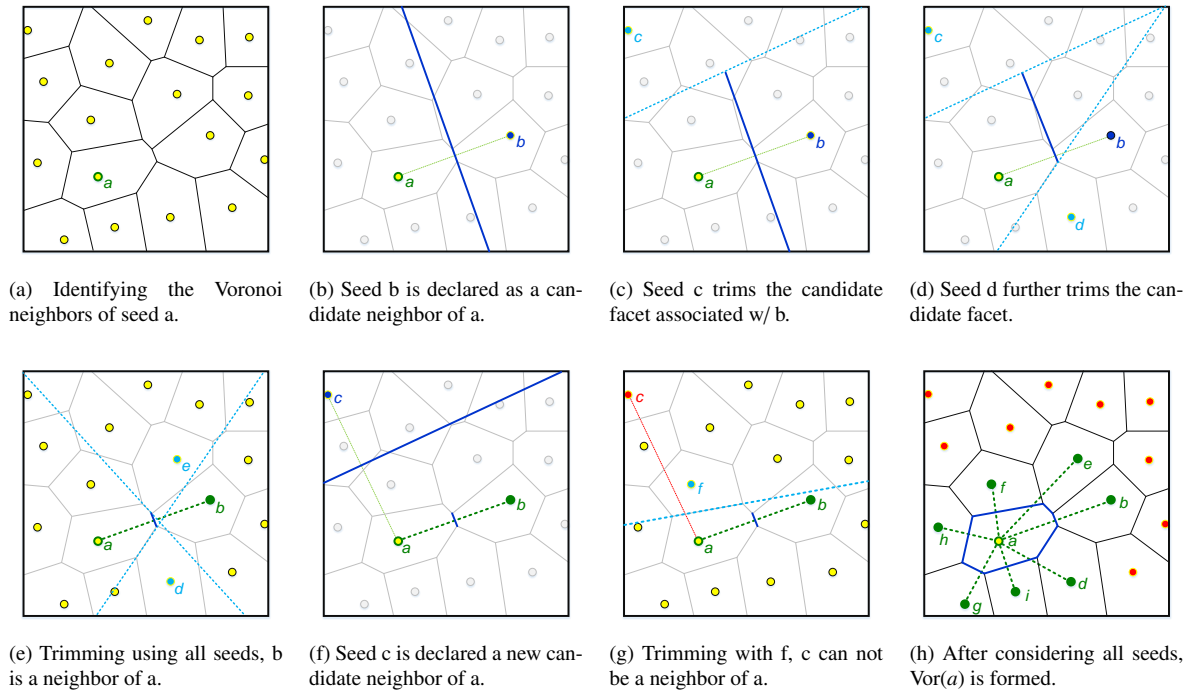 a
b
a
c
b
a
c
b
a
d
(a) Identifying the Voronoi
neighbors of seed a.
(b) Seed b is declared as a can-
didate neighbor of a.
(c) Seed c trims the candidate
facet associated w/ b.
(d) Seed d further trims the can-
didate facet.
e
b
a
d
c
b
a
c
f
b
a
e
f
b
h
a
d
g
i
(e) Trimming using all seeds, b
is a neighbor of a.
(f) Seed c is declared a new can-
didate neighbor of a.
(g) Trimming with f, c can not
be a neighbor of a.
(h) After considering all seeds,
Vor(a) is formed.